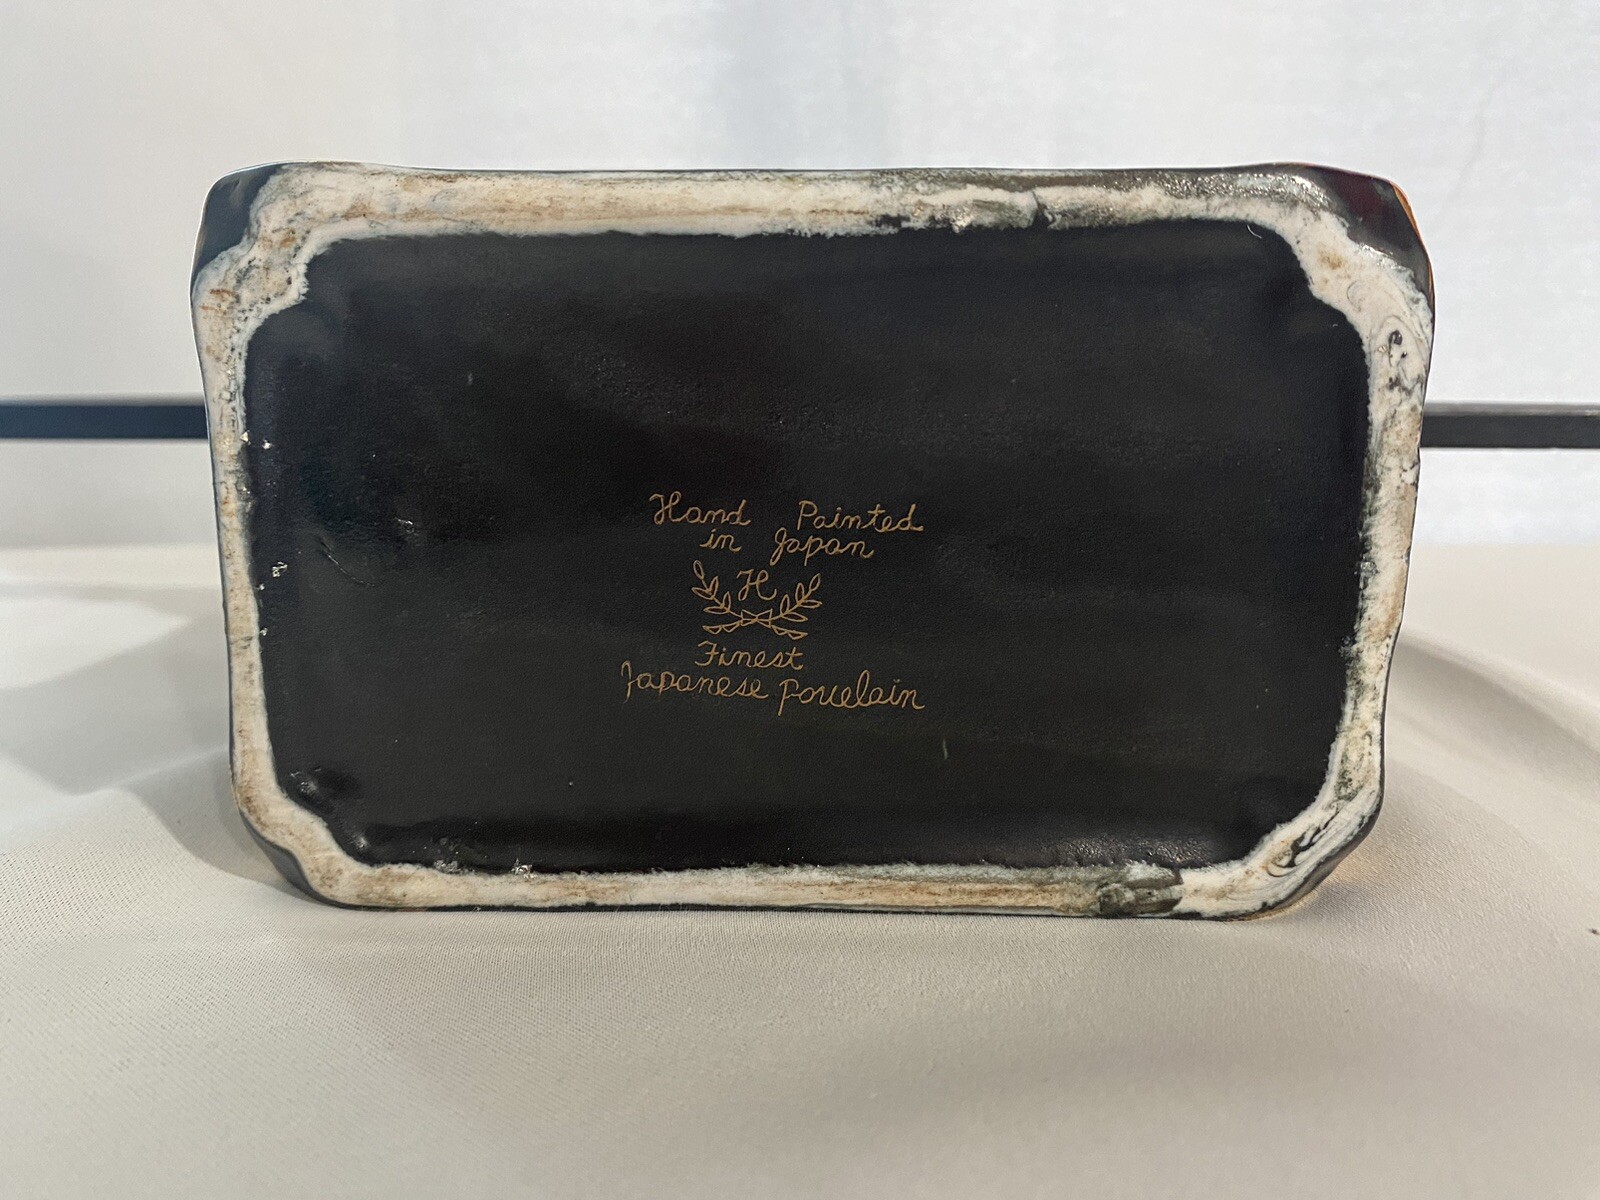 Hand Painted
in Japan
H
Finest
Japanese porcelain